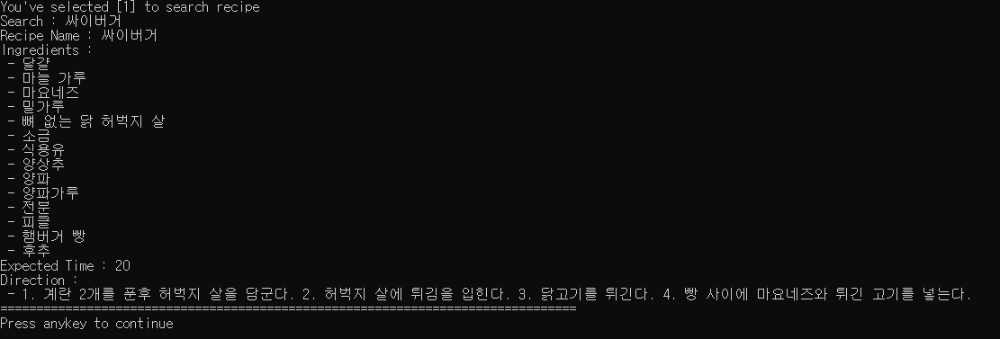 You've selected [1] to search recipe
Search : 싸이버거
Recipe Name : 싸이버거
Ingredients :
- 달걀
- 마늘 가루
- 마요네즈
- 밀가루
- 뼈 없는 닭 허벅지 살
- 소금
- 식용유
- 양상추
- 양파
- 양파가루
- 전분
- 피클
- 햄버거 빵
- 후추
Expected Time : 20
Direction :
- 1. 계란 2개를 푼후 허벅지 살을 담군다. 2. 허벅지 살에 튀김을 입힌다. 3. 닭고기를 튀긴다. 4. 빵 사이에 마요네즈와 튀긴 고기를 넣는다.
================================================================================
Press anykey to continue